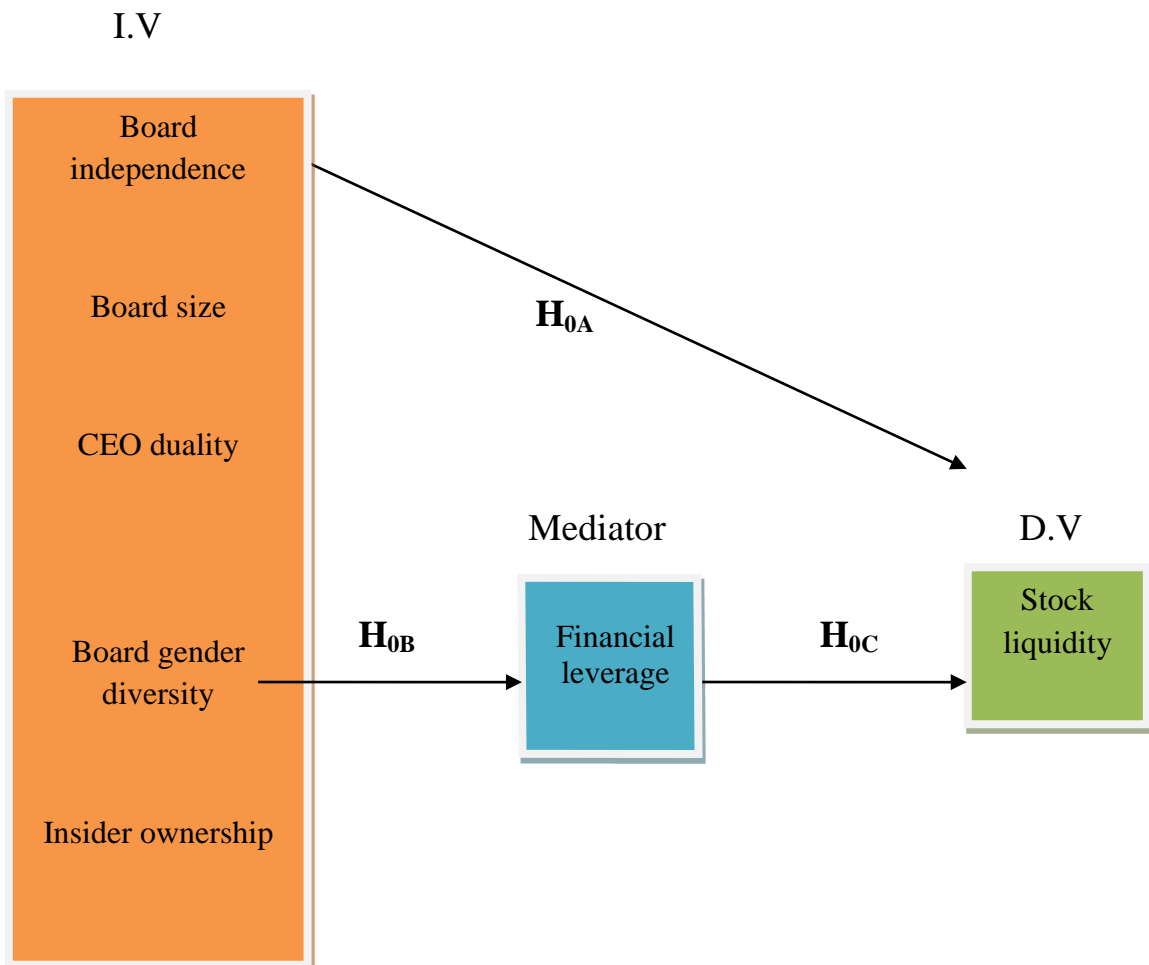 I.V
Board
independence
Board size
H0A
CEO duality
Mediator
D.V
Board gender
diversity
H0B
Financial
leverage
H0C
Stock
liquidity
Insider ownership